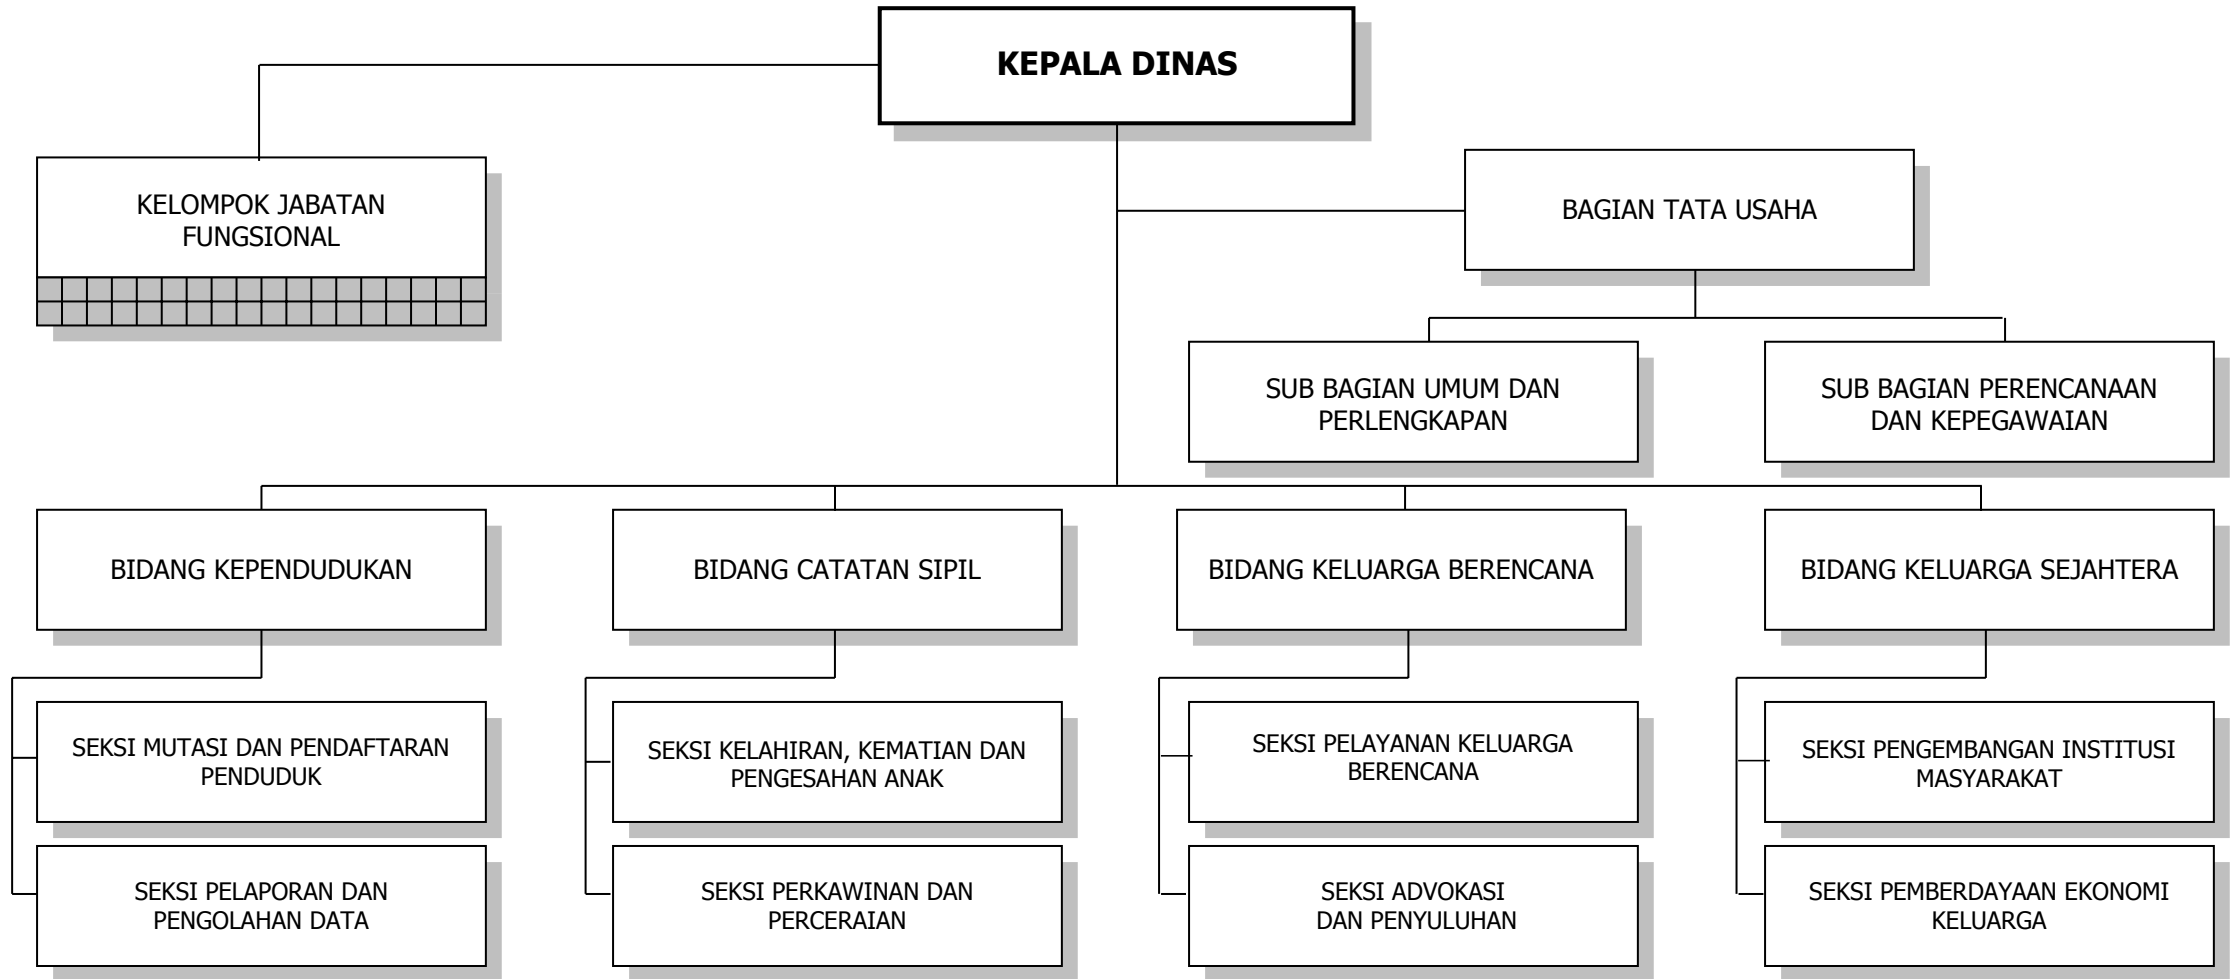 KEPALA DINAS
KELOMPOK JABATAN
FUNGSIONAL
BAGIAN TATA USAHA
SUB BAGIAN UMUM DAN
PERLENGKAPAN
SUB BAGIAN PERENCANAAN
DAN KEPEGAWAIAN
BIDANG KEPENDUDUKAN
BIDANG CATATAN SIPIL
BIDANG KELUARGA BERENCANA
BIDANG KELUARGA SEJAHTERA
SEKSI MUTASI DAN PENDAFTARAN
PENDUDUK
SEKSI KELAHIRAN, KEMATIAN DAN
PENGESAHAN ANAK
SEKSI PELAYANAN KELUARGA
BERENCANA
SEKSI PENGEMBANGAN INSTITUSI
MASYARAKAT
SEKSI PELAPORAN DAN
PENGOLAHAN DATA
SEKSI PERKAWINAN DAN
PERCERAIAN
SEKSI ADVOKASI
DAN PENYULUHAN
SEKSI PEMBERDAYAAN EKONOMI
KELUARGA